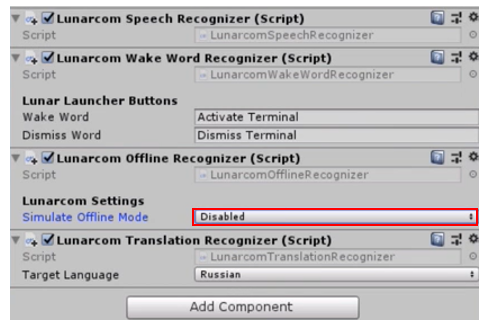 Lunarcom Speech Recognizer (Script)
Script LunarcomSpeechRecognizer
Lunarcom Wake Word Recognizer (Script)
Script LunarcomWakeWordRecognizer
Lunar Launcher Buttons
Wake Word Activate Terminal
Dismiss Word Dismiss Terminal
Lunarcom Offline Recognizer (Script)
Script LunarcomOfflineRecognizer
Lunarcom Settings
Simulate Offline Mode Disabled
Lunarcom Translation Recognizer (Script)
Script LunarcomTranslationRecognizer
Target Language Russian
Add Component